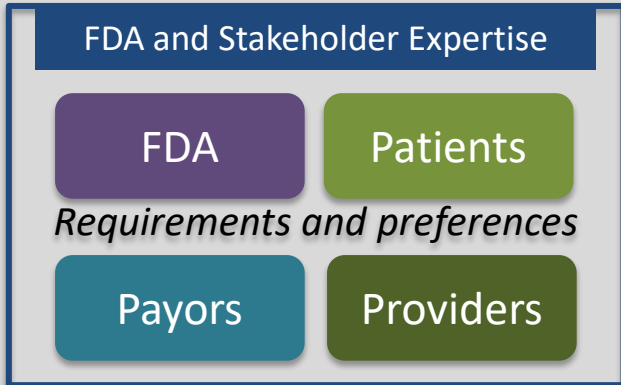 FDA and Stakeholder Expertise
FDA Patients
Requirements and preferences
Payors Providers